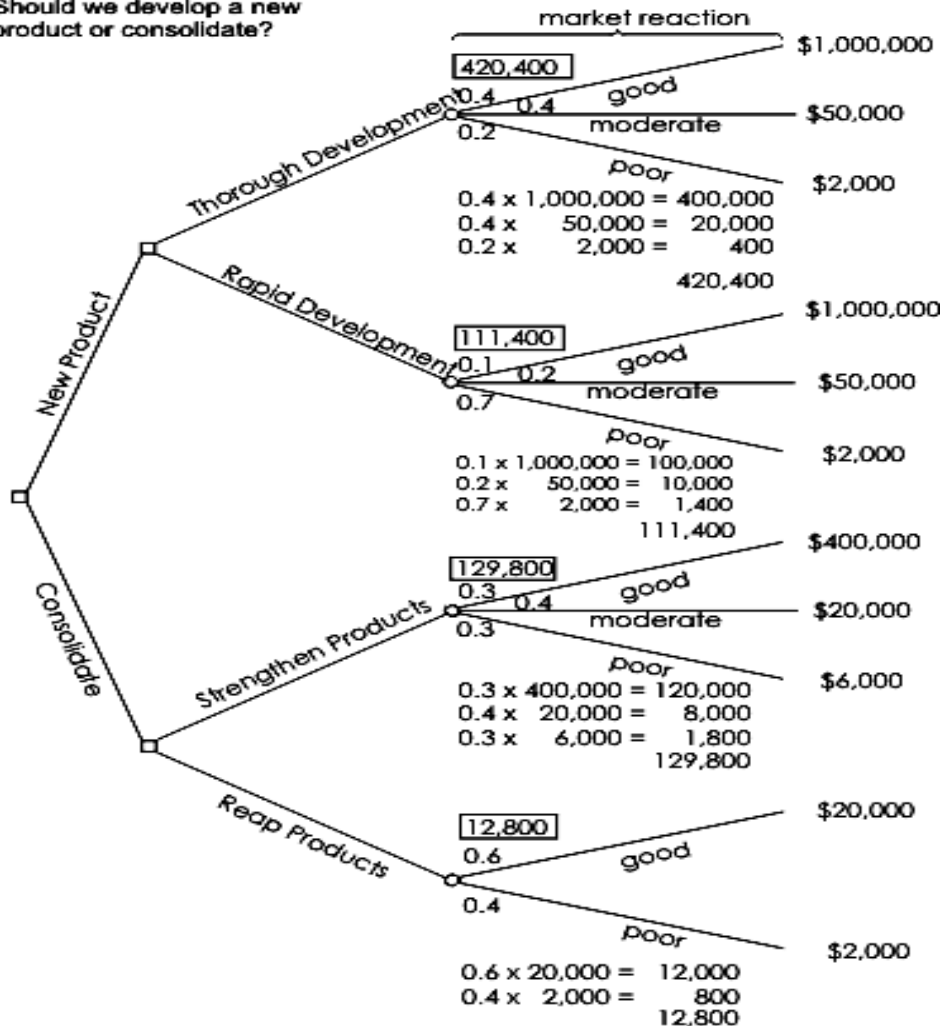 Should we develop a new
product or consolidate?
market reaction
$1,000,000
420,400
0.4
0.4
good
Thorough Development
$50,000
0.2
moderate
poor
$2,000
0.4 x 1,000,000 = 400,000
0.4 x 50,000 = 20,000
0.2 x 2,000 = 400
420,400
New Product
Rapid Development
$1,000,000
111,400
0.1
0.2
good
$50,000
0.7
moderate
poor
$2,000
0.1 x 1,000,000 = 100,000
0.2 x 50,000 = 10,000
0.7 x 2,000 = 1,400
111,400
$400,000
129,800
0.3
0.4
good
Consolidate
Strengthen Products
$20,000
0.3
moderate
poor
$6,000
0.3 x 400,000 = 120,000
0.4 x 20,000 = 8,000
0.3 x 6,000 = 1,800
129,800
Reap Products
$20,000
12,800
0.6
good
0.4
poor
$2,000
0.6 x 20,000 = 12,000
0.4 x 2,000 = 800
12,800